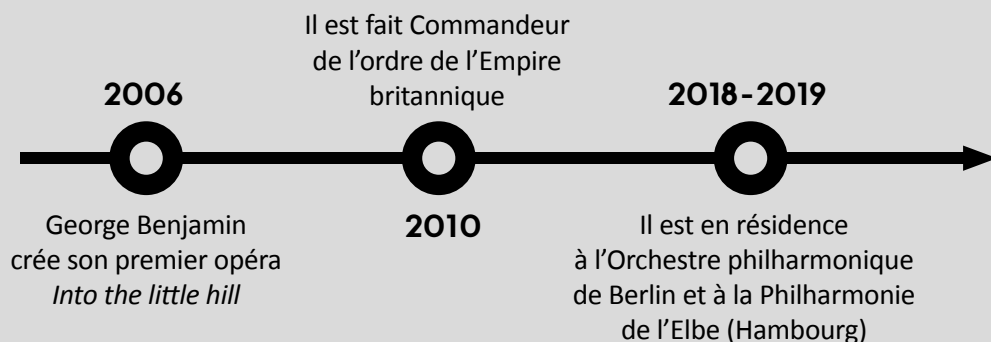 2006
George Benjamin
crée son premier opéra
Into the little hill
Il est fait Commandeur
de l’ordre de l’Empire
britannique
2010
2018-2019
Il est en résidence
à l’Orchestre philharmonique
de Berlin et à la Philharmonie
de l’Elbe (Hambourg)